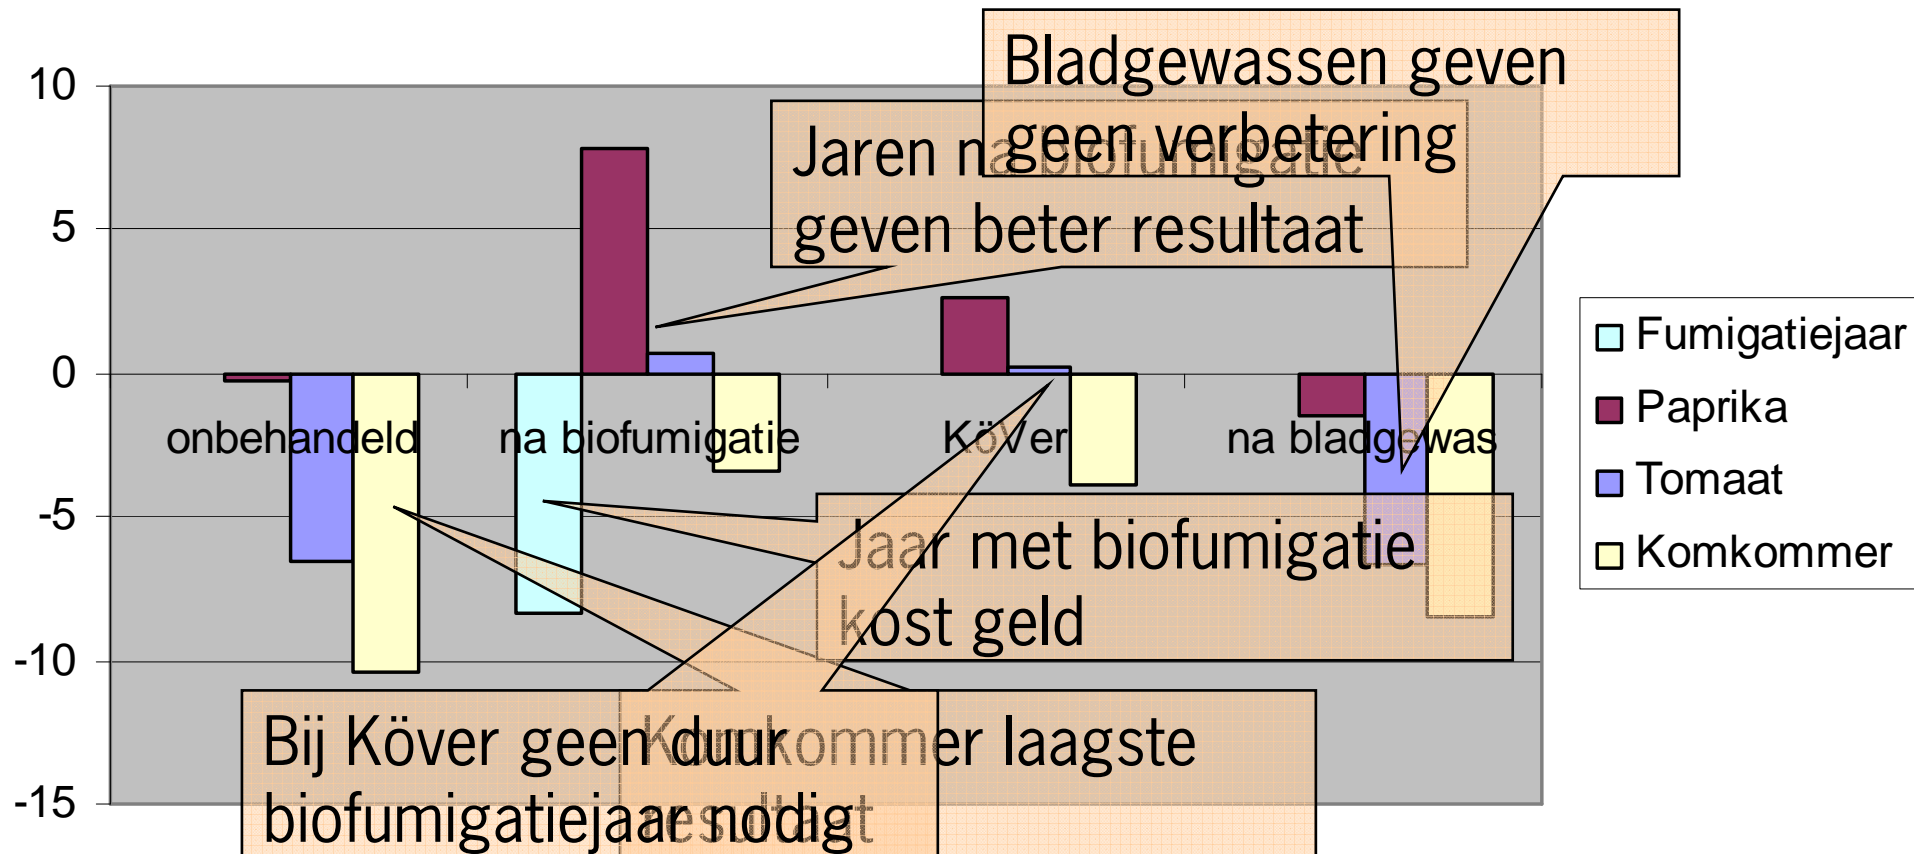 Bladgewassen geven
geen verbetering
Jaren na biofumigatie
geven beter resultaat
10
5
0
-5
-10
-15
onbehandeld
na biofumigatie
KöVer
na bladgewas
Fumigatiejaar
Paprika
Tomaat
Komkommer
Jaar met biofumigatie
kost geld
Bij Köver geen duur
biofumigatiejaar nodig
Komkommer laagste
resultaat